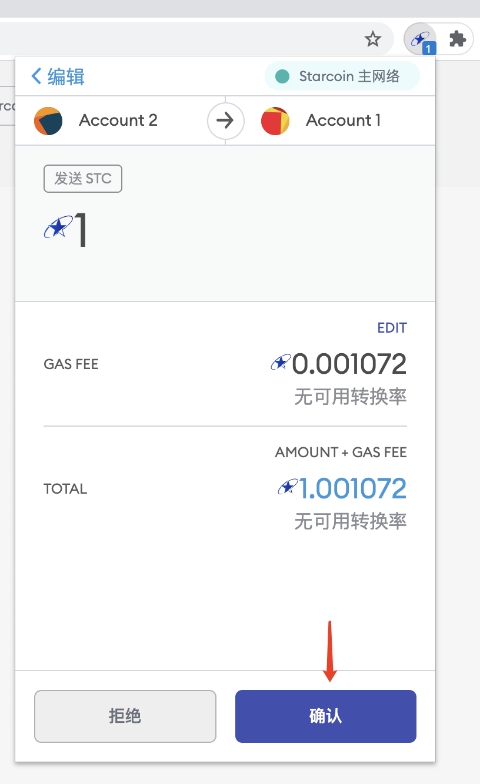 1
编辑
Starcoin 主网络
Account 2
Account 1
发送 STC
1
EDIT
GAS FEE
0.001072
无可用转换率
AMOUNT + GAS FEE
TOTAL
1.001072
无可用转换率
拒绝
确认